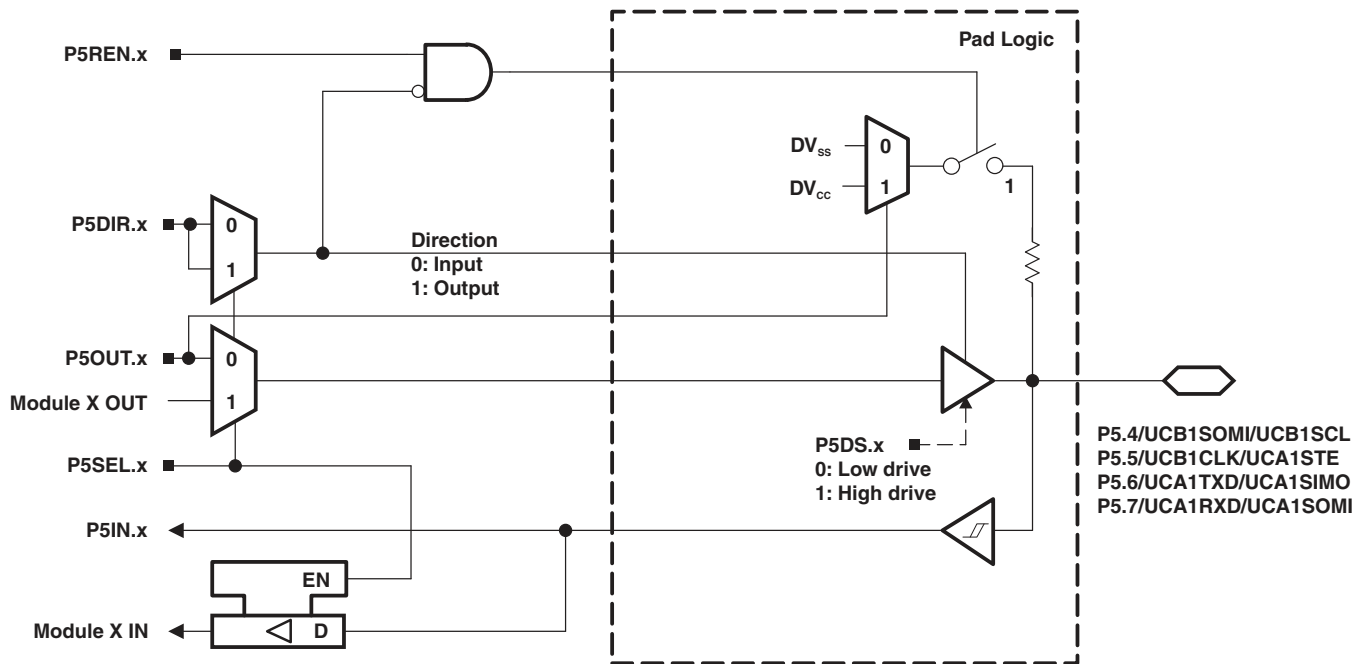 Pad Logic
P5REN.x
DVss
0
DVcc
1
1
P5DIR.x
0
1
Direction
0: Input
1: Output
P5OUT.x
0
Module X OUT
1
P5SEL.x
P5DS.x
0: Low drive
1: High drive
P5.4/UCB1SOMI/UCB1SCL
P5.5/UCB1CLK/UCA1STE
P5.6/UCA1TXD/UCA1SIMO
P5.7/UCA1RXD/UCA1SOMI
P5IN.x
EN
Module X IN
D